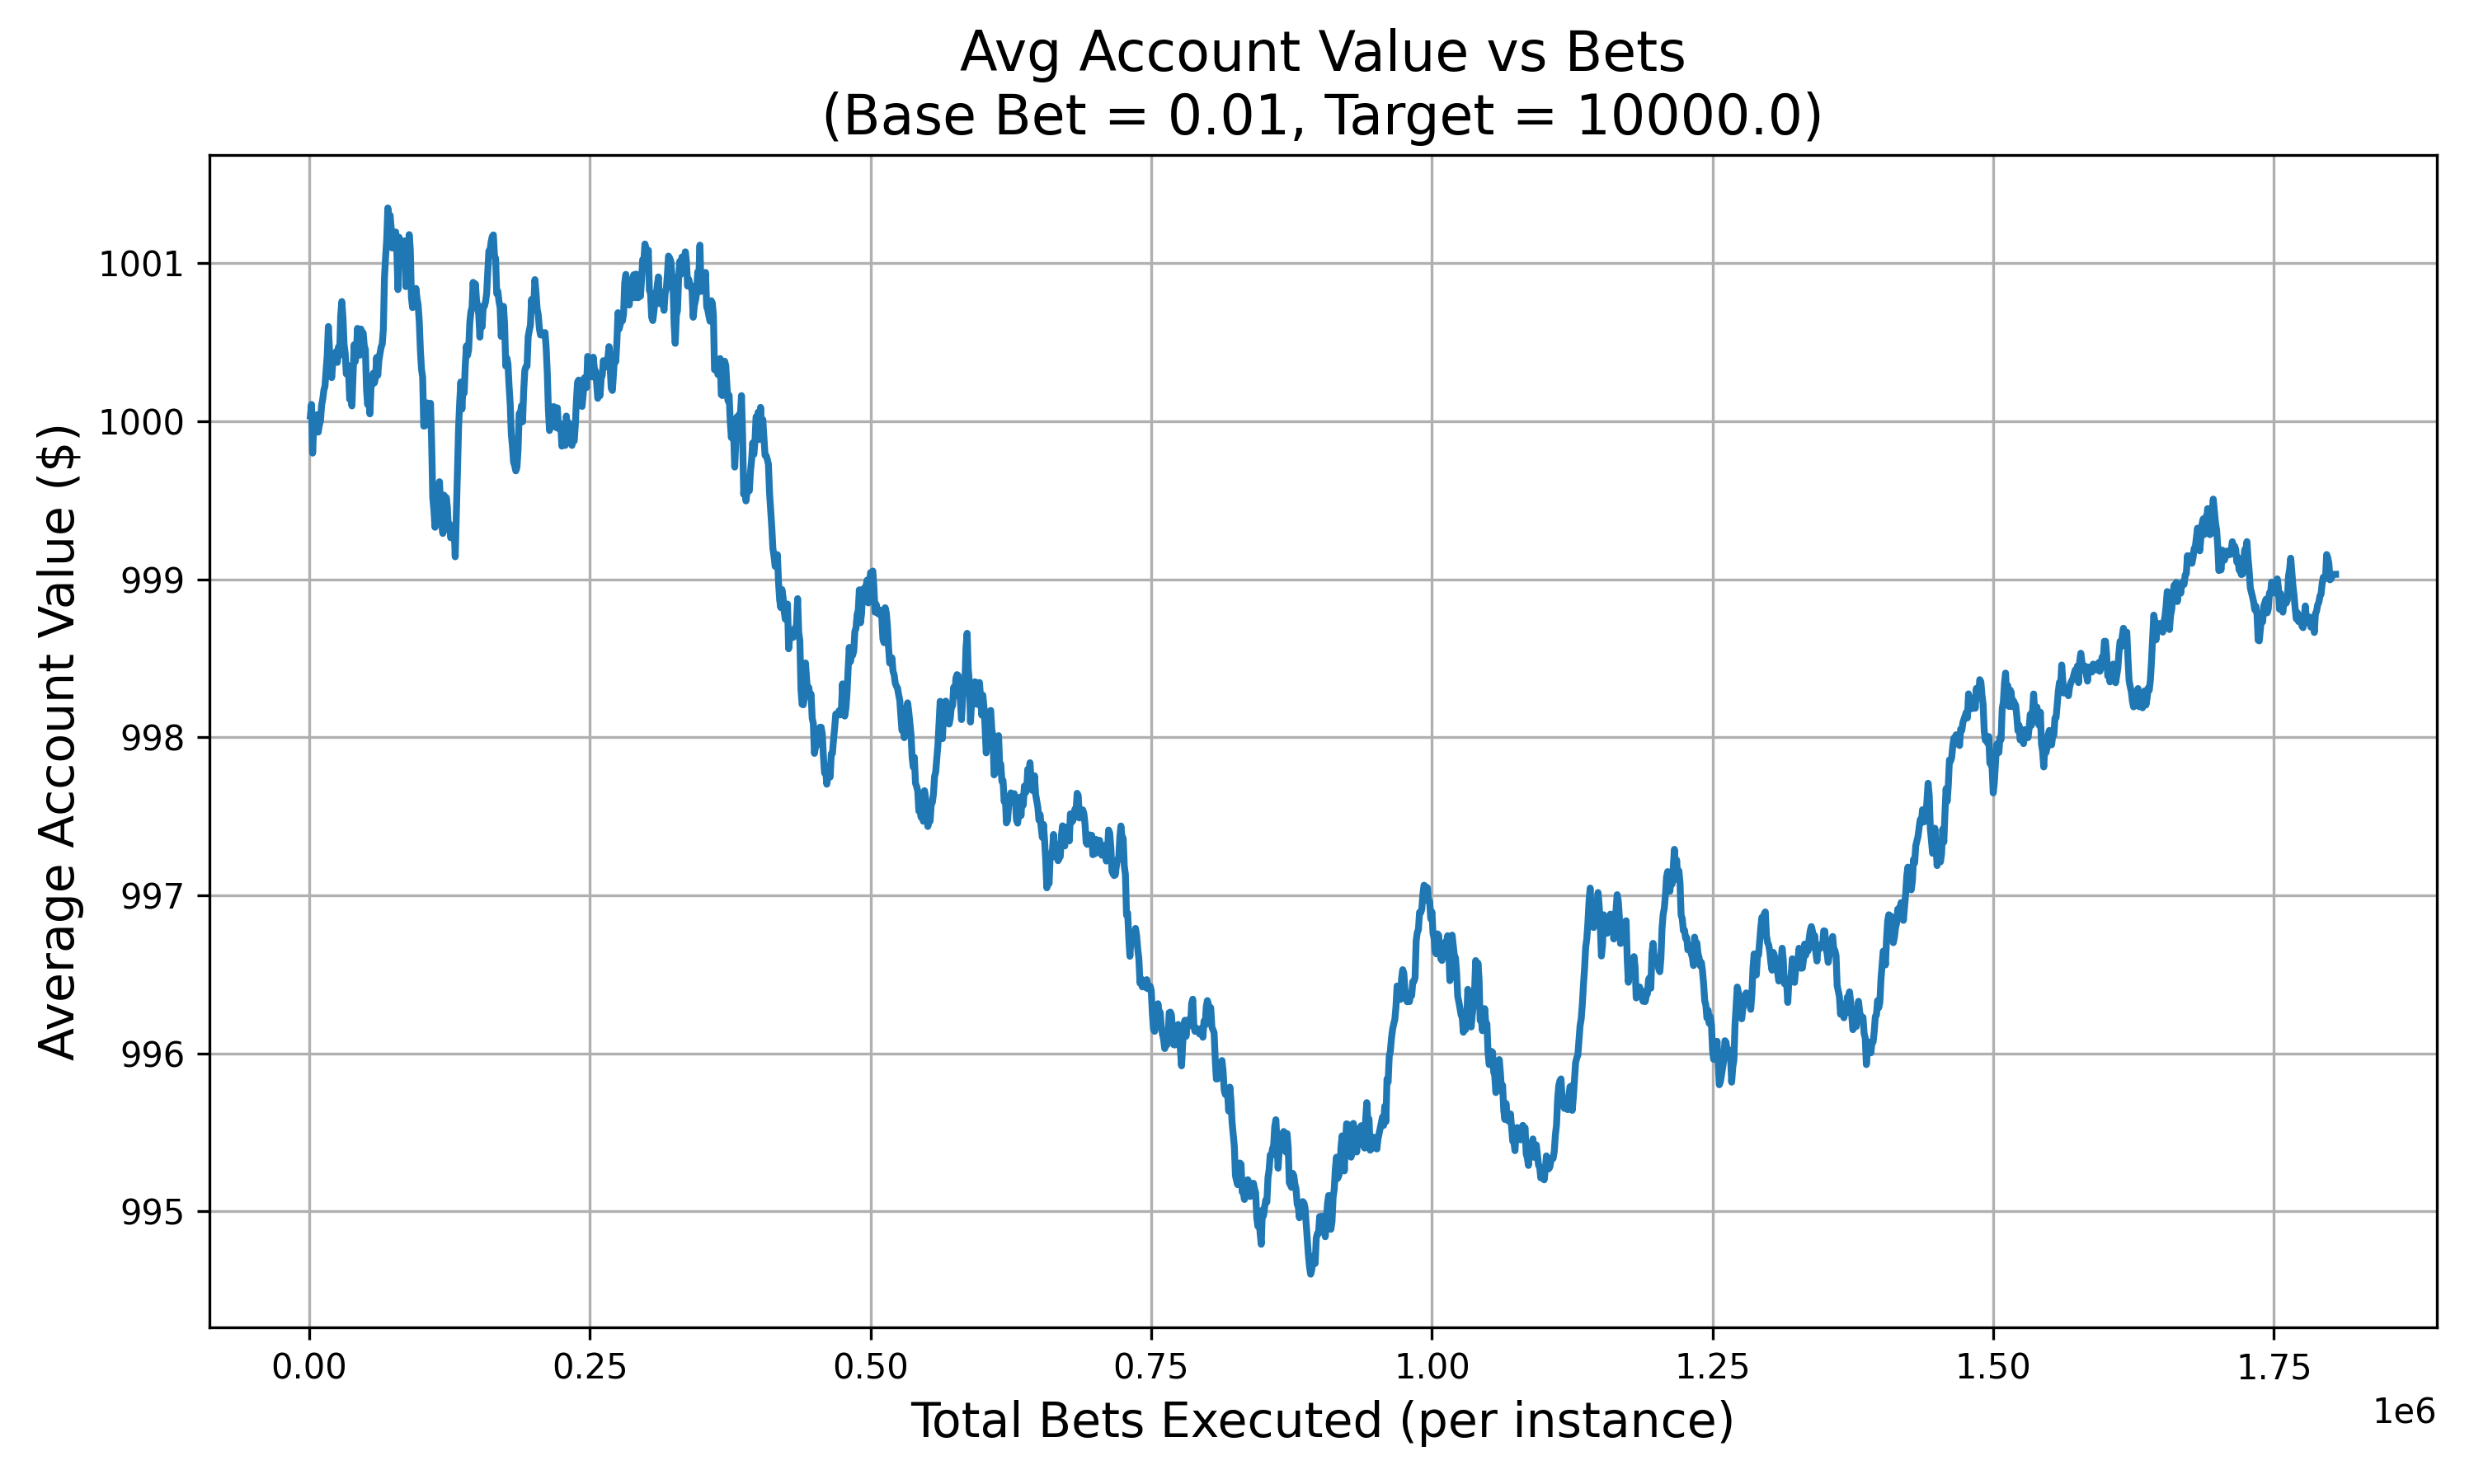 Avg Account Value vs Bets
(Base Bet = 0.01, Target = 10000.0)
Average Account Value ($)
1001
1000
999
998
997
996
995
0.00 0.25 0.50 0.75 1.00 1.25 1.50 1.75
1e6
Total Bets Executed (per instance)